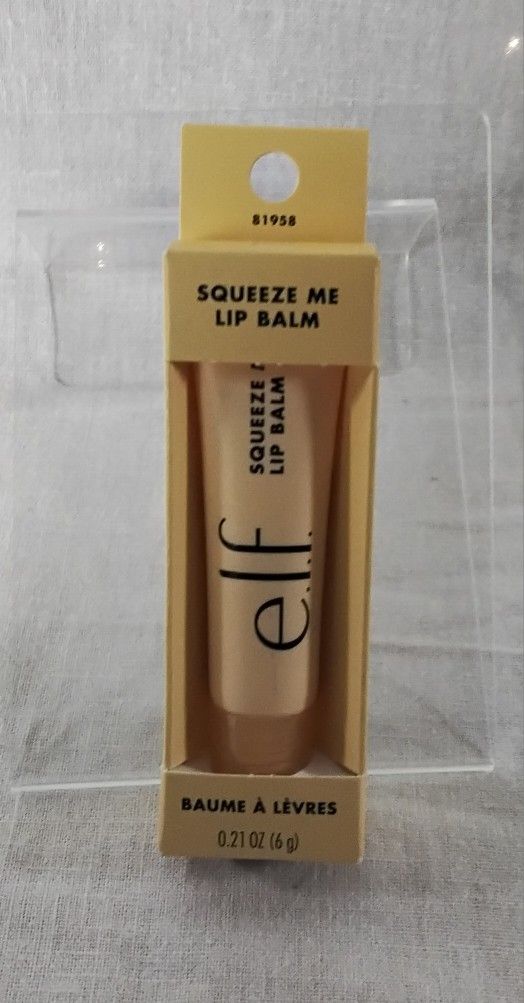 81958
SQUEEZE ME
LIP BALM
SQUEEZE
LIP BALM
e.l.f.
BAUME À LÈVRES
0.21 OZ (6 g)